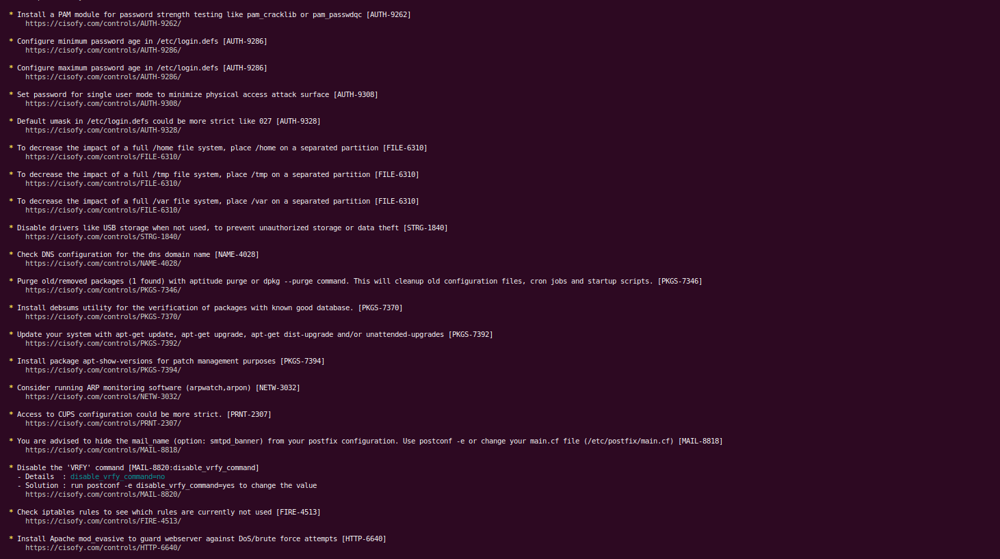 * Install a PAM module for password strength testing like pam_cracklib or pam_passwdqc [AUTH-9262]
https://cisofy.com/controls/AUTH-9262/
* Configure minimum password age in /etc/login.defs [AUTH-9286]
https://cisofy.com/controls/AUTH-9286/
* Configure maximum password age in /etc/login.defs [AUTH-9286]
https://cisofy.com/controls/AUTH-9286/
* Set password for single user mode to minimize physical access attack surface [AUTH-9308]
https://cisofy.com/controls/AUTH-9308/
* Default umask in /etc/login.defs could be more strict like 027 [AUTH-9328]
https://cisofy.com/controls/AUTH-9328/
* To decrease the impact of a full /home file system, place /home on a separated partition [FILE-6310]
https://cisofy.com/controls/FILE-6310/
* To decrease the impact of a full /tmp file system, place /tmp on a separated partition [FILE-6310]
https://cisofy.com/controls/FILE-6310/
* To decrease the impact of a full /var file system, place /var on a separated partition [FILE-6310]
https://cisofy.com/controls/FILE-6310/
* Disable drivers like USB storage when not used, to prevent unauthorized storage or data theft [STRG-1840]
https://cisofy.com/controls/STRG-1840/
* Check DNS configuration for the dns domain name [NAME-4028]
https://cisofy.com/controls/NAME-4028/
* Purge old/removed packages (1 found) with aptitude purge or dpkg --purge command. This will cleanup old configuration files, cron jobs and startup scripts. [PKGS-7346]
https://cisofy.com/controls/PKGS-7346/
* Install debsums utility for the verification of packages with known good database. [PKGS-7370]
https://cisofy.com/controls/PKGS-7370/
* Update your system with apt-get update, apt-get upgrade, apt-get dist-upgrade and/or unattended-upgrades [PKGS-7392]
https://cisofy.com/controls/PKGS-7392/
* Install package apt-show-versions for patch management purposes [PKGS-7394]
https://cisofy.com/controls/PKGS-7394/
* Consider running ARP monitoring software (arpwatch,arpon) [NETW-3032]
https://cisofy.com/controls/NETW-3032/
* Access to CUPS configuration could be more strict. [PRNT-2307]
https://cisofy.com/controls/PRNT-2307/
* You are advised to hide the mail_name (option: smtpd_banner) from your postfix configuration. Use postconf -e or change your main.cf file (/etc/postfix/main.cf) [MAIL-8818]
https://cisofy.com/controls/MAIL-8818/
* Disable the 'VRFY' command [MAIL-8820:disable_vrfy_command]
- Details  : disable_vrfy_command=no
- Solution : run postconf -e disable_vrfy_command=yes to change the value
https://cisofy.com/controls/MAIL-8820/
* Check iptables rules to see which rules are currently not used [FIRE-4513]
https://cisofy.com/controls/FIRE-4513/
* Install Apache mod_evasive to guard webserver against DoS/brute force attempts [HTTP-6640]
https://cisofy.com/controls/HTTP-6640/